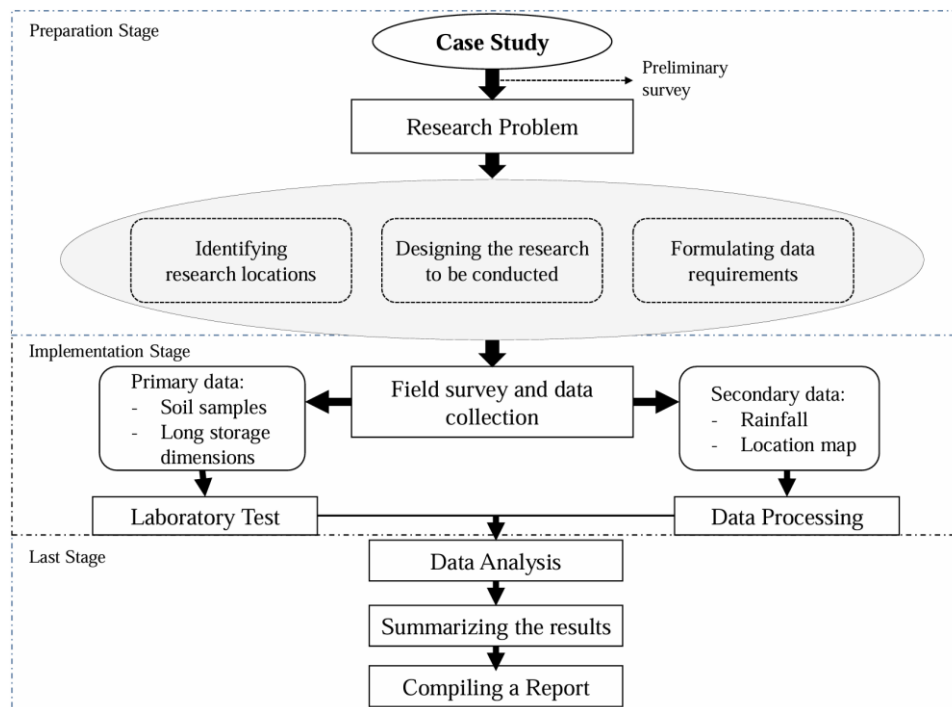 Preparation Stage
Case Study
Preliminary
survey
Research Problem
Identifying
research locations
Designing the research
to be conducted
Formulating data
requirements
Implementation Stage
Primary data:
- Soil samples
- Long storage
dimensions
Field survey and data
collection
Secondary data:
- Rainfall
- Location map
Laboratory Test
Data Processing
Last Stage
Data Analysis
Summarizing the results
Compiling a Report